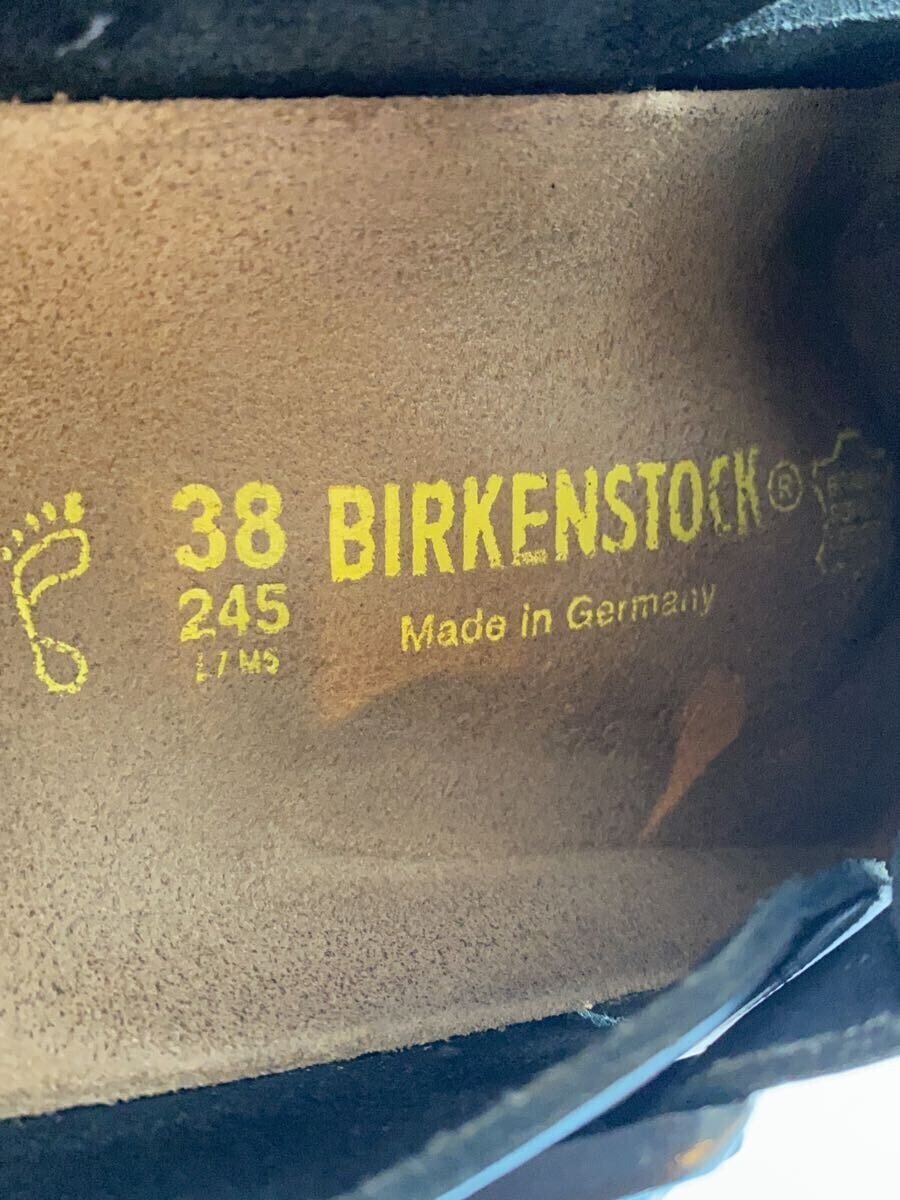 38
245
L7 M5
BIRKENSTOCK®
Made in Germany